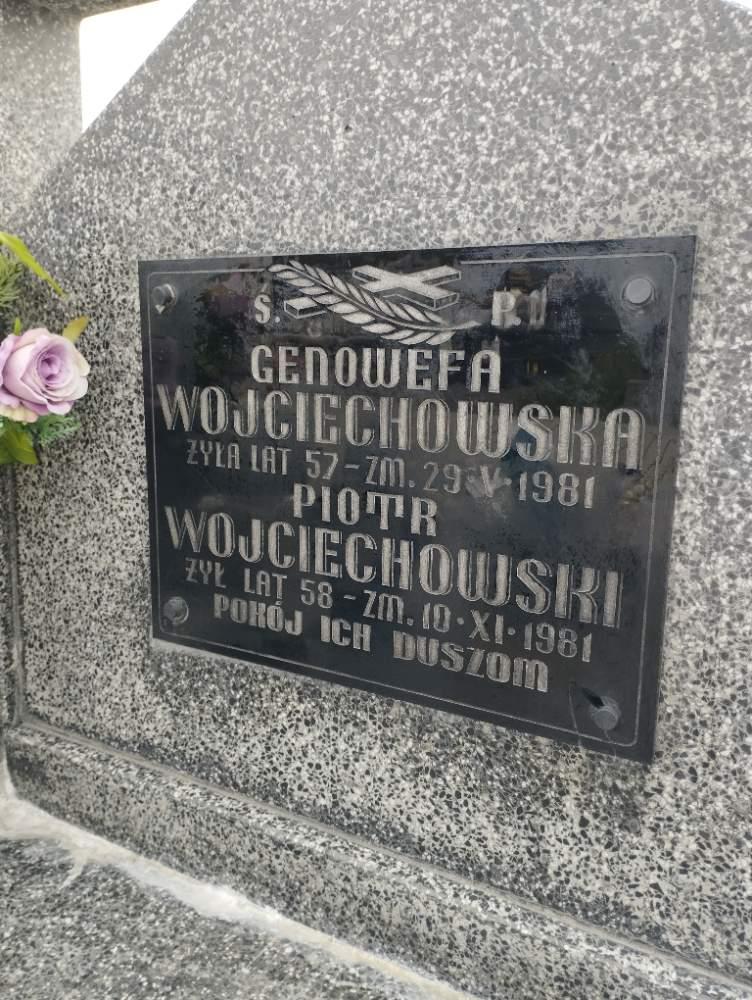 Ś. P.
GENOWEFA
WOJCIECHOWSKA
ŻYŁA LAT 57 - ZM. 29·V·1981
PIOTR
WOJCIECHOWSKI
ŻYŁ LAT 58 - ZM. 10·XI·1981
POKÓJ ICH DUSZOM